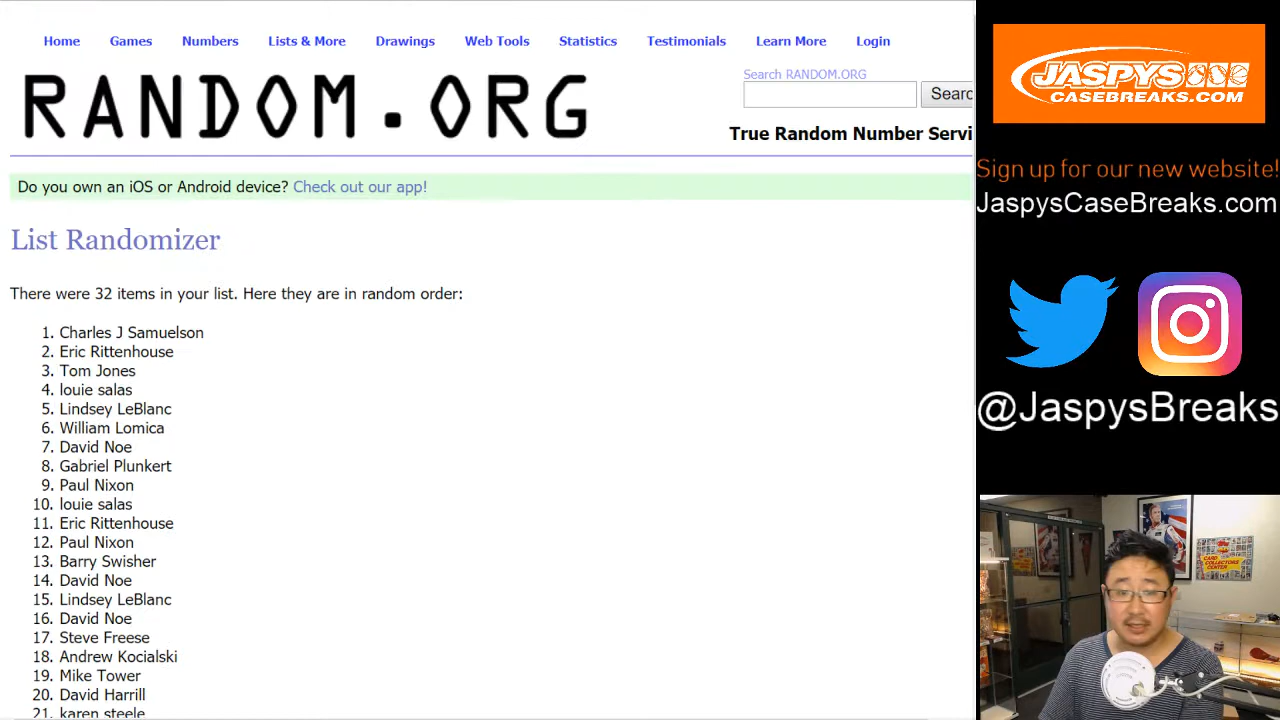 Home Games Numbers Lists & More Drawings Web Tools Statistics Testimonials Learn More Login
RANDOM.ORG
Search RANDOM.ORG
Searc
True Random Number Servi
Do you own an iOS or Android device? Check out our app!
List Randomizer
There were 32 items in your list. Here they are in random order:
1. Charles J Samuelson
2. Eric Rittenhouse
3. Tom Jones
4. louie salas
5. Lindsey LeBlanc
6. William Lomica
7. David Noe
8. Gabriel Plunkert
9. Paul Nixon
10. louie salas
11. Eric Rittenhouse
12. Paul Nixon
13. Barry Swisher
14. David Noe
15. Lindsey LeBlanc
16. David Noe
17. Steve Freese
18. Andrew Kocialski
19. Mike Tower
20. David Harrill
21. karen steele
JASPYS
CASEBREAKS.COM
Sign up for our new website!
JaspysCaseBreaks.com
@JaspysBreaks
Topps
CARD
COLLECTORS
CENTER